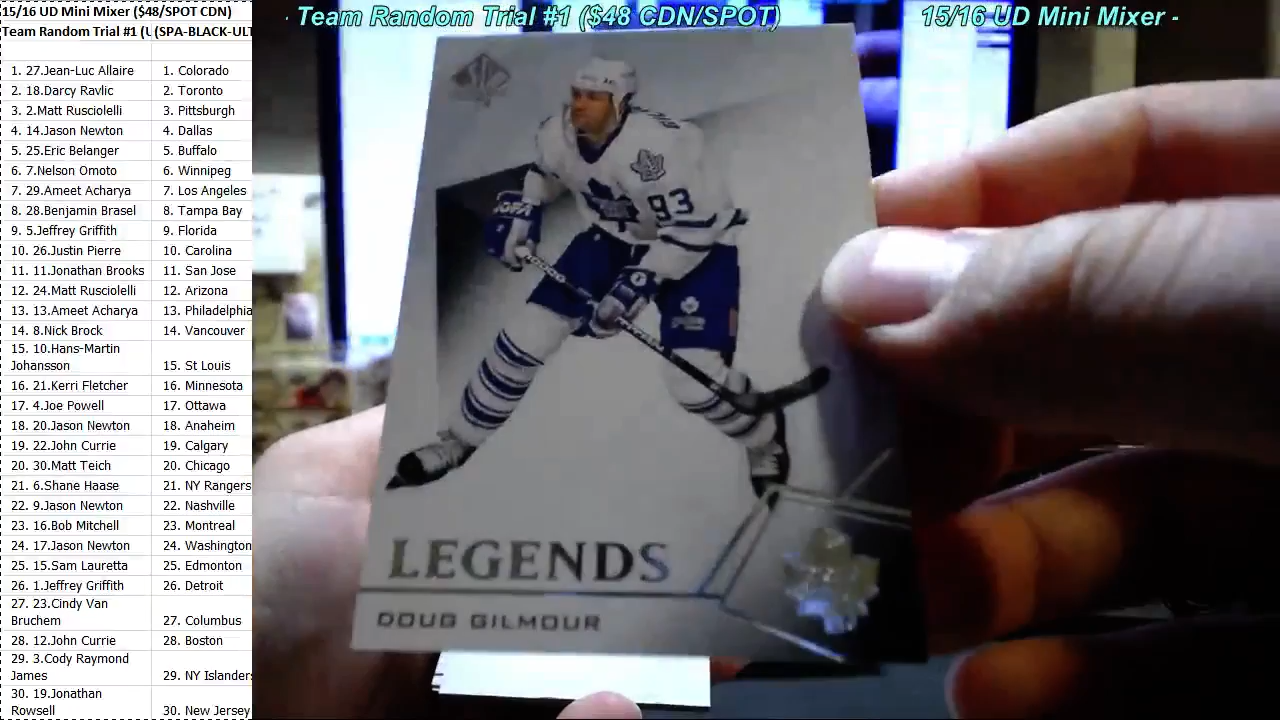 15/16 UD Mini Mixer ($48/SPOT CDN)
Team Random Trial #1 (U (SPA-BLACK-ULT
1. 27.Jean-Luc Allaire 1. Colorado
2. 18.Darcy Ravlic 2. Toronto
3. 2.Matt Rusciolelli 3. Pittsburgh
4. 14.Jason Newton 4. Dallas
5. 25.Eric Belanger 5. Buffalo
6. 7.Nelson Omoto 6. Winnipeg
7. 29.Ameet Acharya 7. Los Angeles
8. 28.Benjamin Brasel 8. Tampa Bay
9. 5.Jeffrey Griffith 9. Florida
10. 26.Justin Pierre 10. Carolina
11. 11.Jonathan Brooks 11. San Jose
12. 24.Matt Rusciolelli 12. Arizona
13. 13.Ameet Acharya 13. Philadelphia
14. 8.Nick Brock 14. Vancouver
15. 10.Hans-Martin
Johansson 15. St Louis
16. 21.Kerri Fletcher 16. Minnesota
17. 4.Joe Powell 17. Ottawa
18. 20.Jason Newton 18. Anaheim
19. 22.John Currie 19. Calgary
20. 30.Matt Teich 20. Chicago
21. 6.Shane Haase 21. NY Rangers
22. 9.Jason Newton 22. Nashville
23. 16.Bob Mitchell 23. Montreal
24. 17.Jason Newton 24. Washington
25. 15.Sam Lauretta 25. Edmonton
26. 1.Jeffrey Griffith 26. Detroit
27. 23.Cindy Van
Bruchem 27. Columbus
28. 12.John Currie 28. Boston
29. 3.Cody Raymond
James 29. NY Islanders
30. 19.Jonathan
Rowsell 30. New Jersey
- Team Random Trial #1 ($48 CDN/SPOT) 15/16 UD Mini Mixer -
SP
93
LEGENDS
DOUG GILMOUR